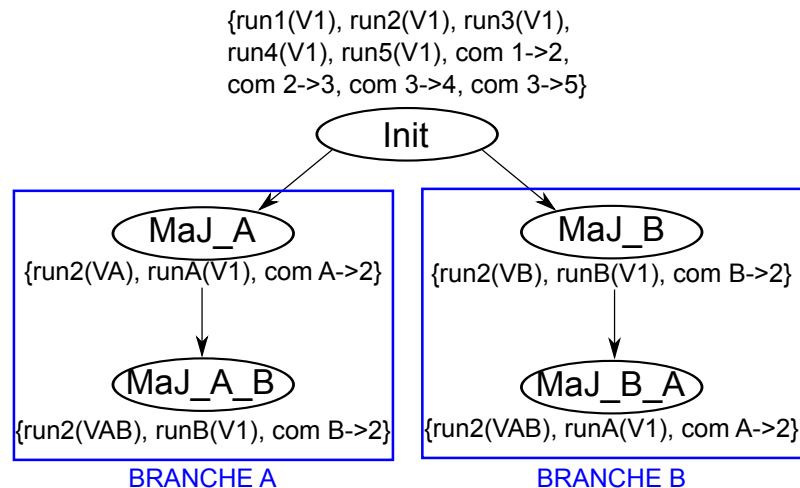 {run1(V1), run2(V1), run3(V1),
run4(V1), run5(V1), com 1->2,
com 2->3, com 3->4, com 3->5}
Init
MaJ_A
{run2(VA), runA(V1), com A->2}
MaJ_A_B
{run2(VAB), runB(V1), com B->2}
BRANCHE A
MaJ_B
{run2(VB), runB(V1), com B->2}
MaJ_B_A
{run2(VAB), runA(V1), com A->2}
BRANCHE B